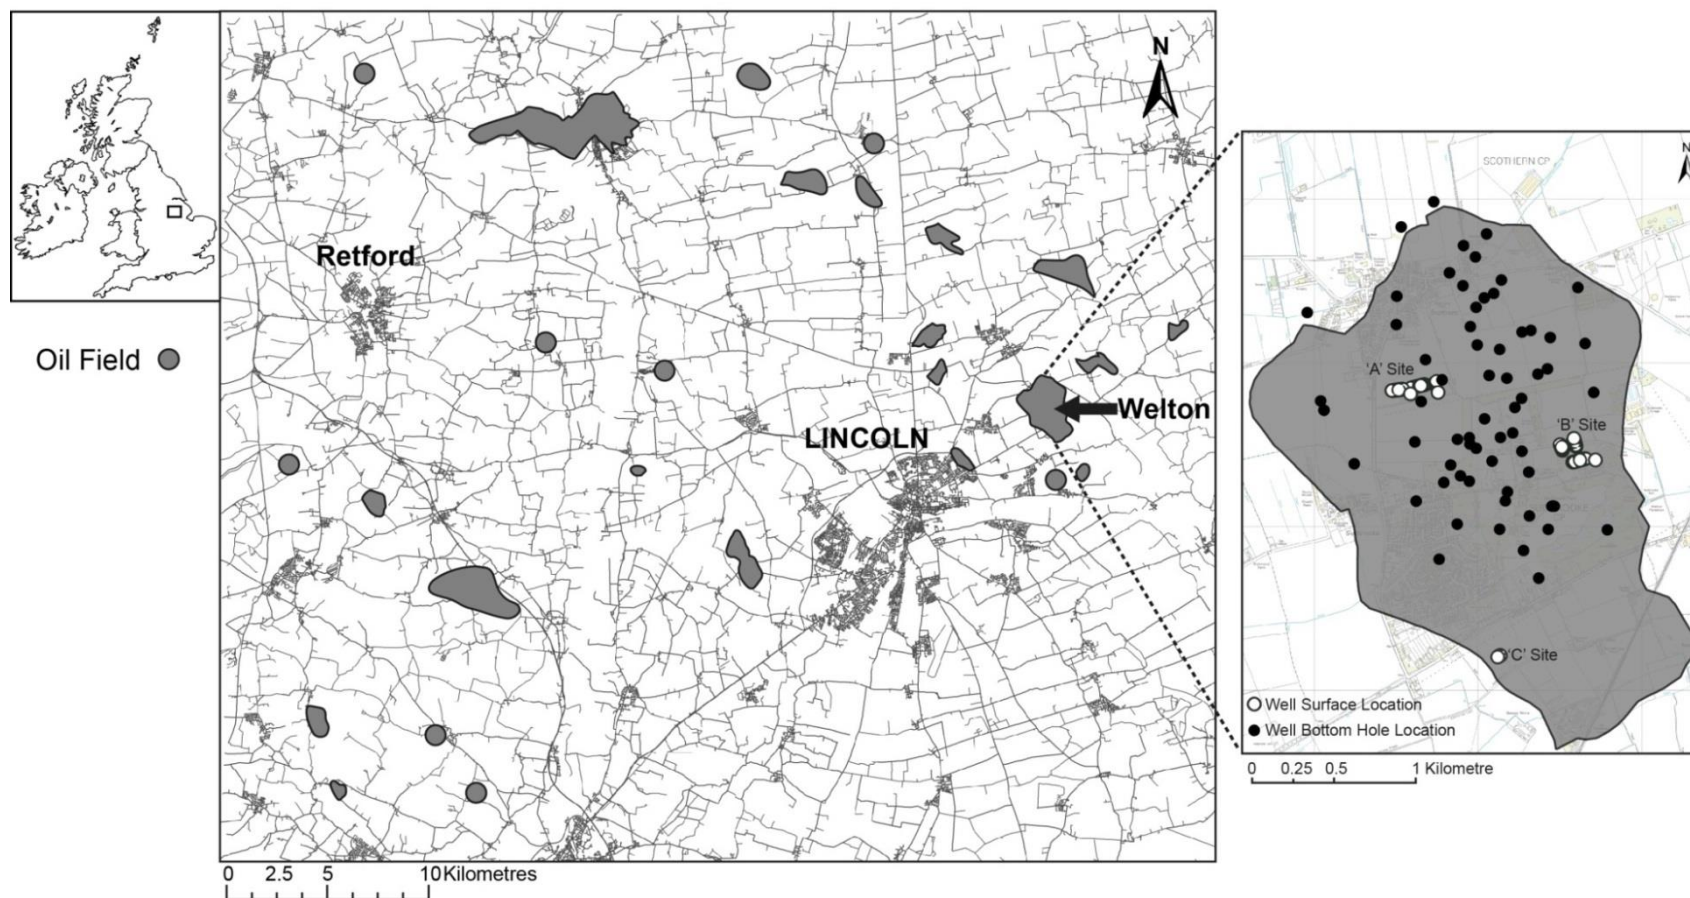 N
Retford
Oil Field
LINCOLN
Welton
0 2.5 5 10 Kilometres
N
SCOTHERN CP
'A' Site
'B' Site
'C' Site
Well Surface Location
Well Bottom Hole Location
0 0.25 0.5 1 Kilometre